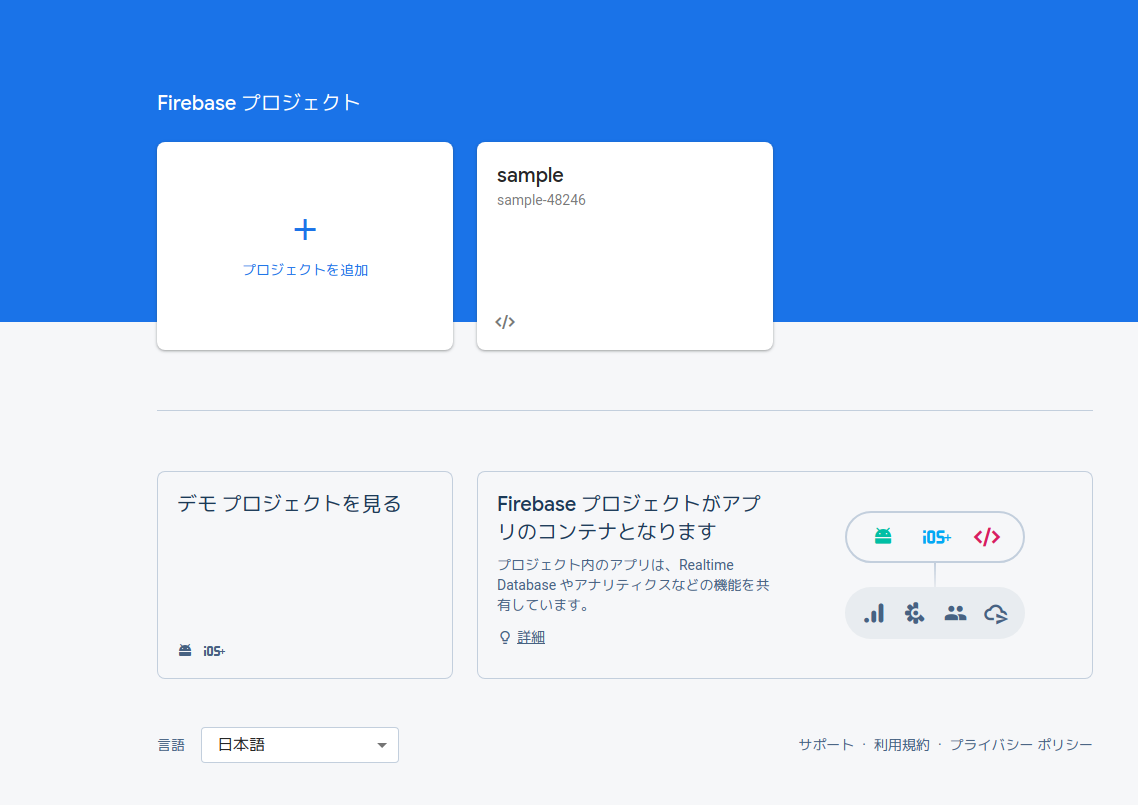 Firebase プロジェクト
プロジェクトを追加
sample
sample-48246
デモ プロジェクトを見る
iOS+
Firebase プロジェクトがアプ
リのコンテナとなります
プロジェクト内のアプリは、Realtime
Database やアナリティクスなどの機能を共
有しています。
詳細
iOS+
言語 日本語
サポート · 利用規約 · プライバシー ポリシー